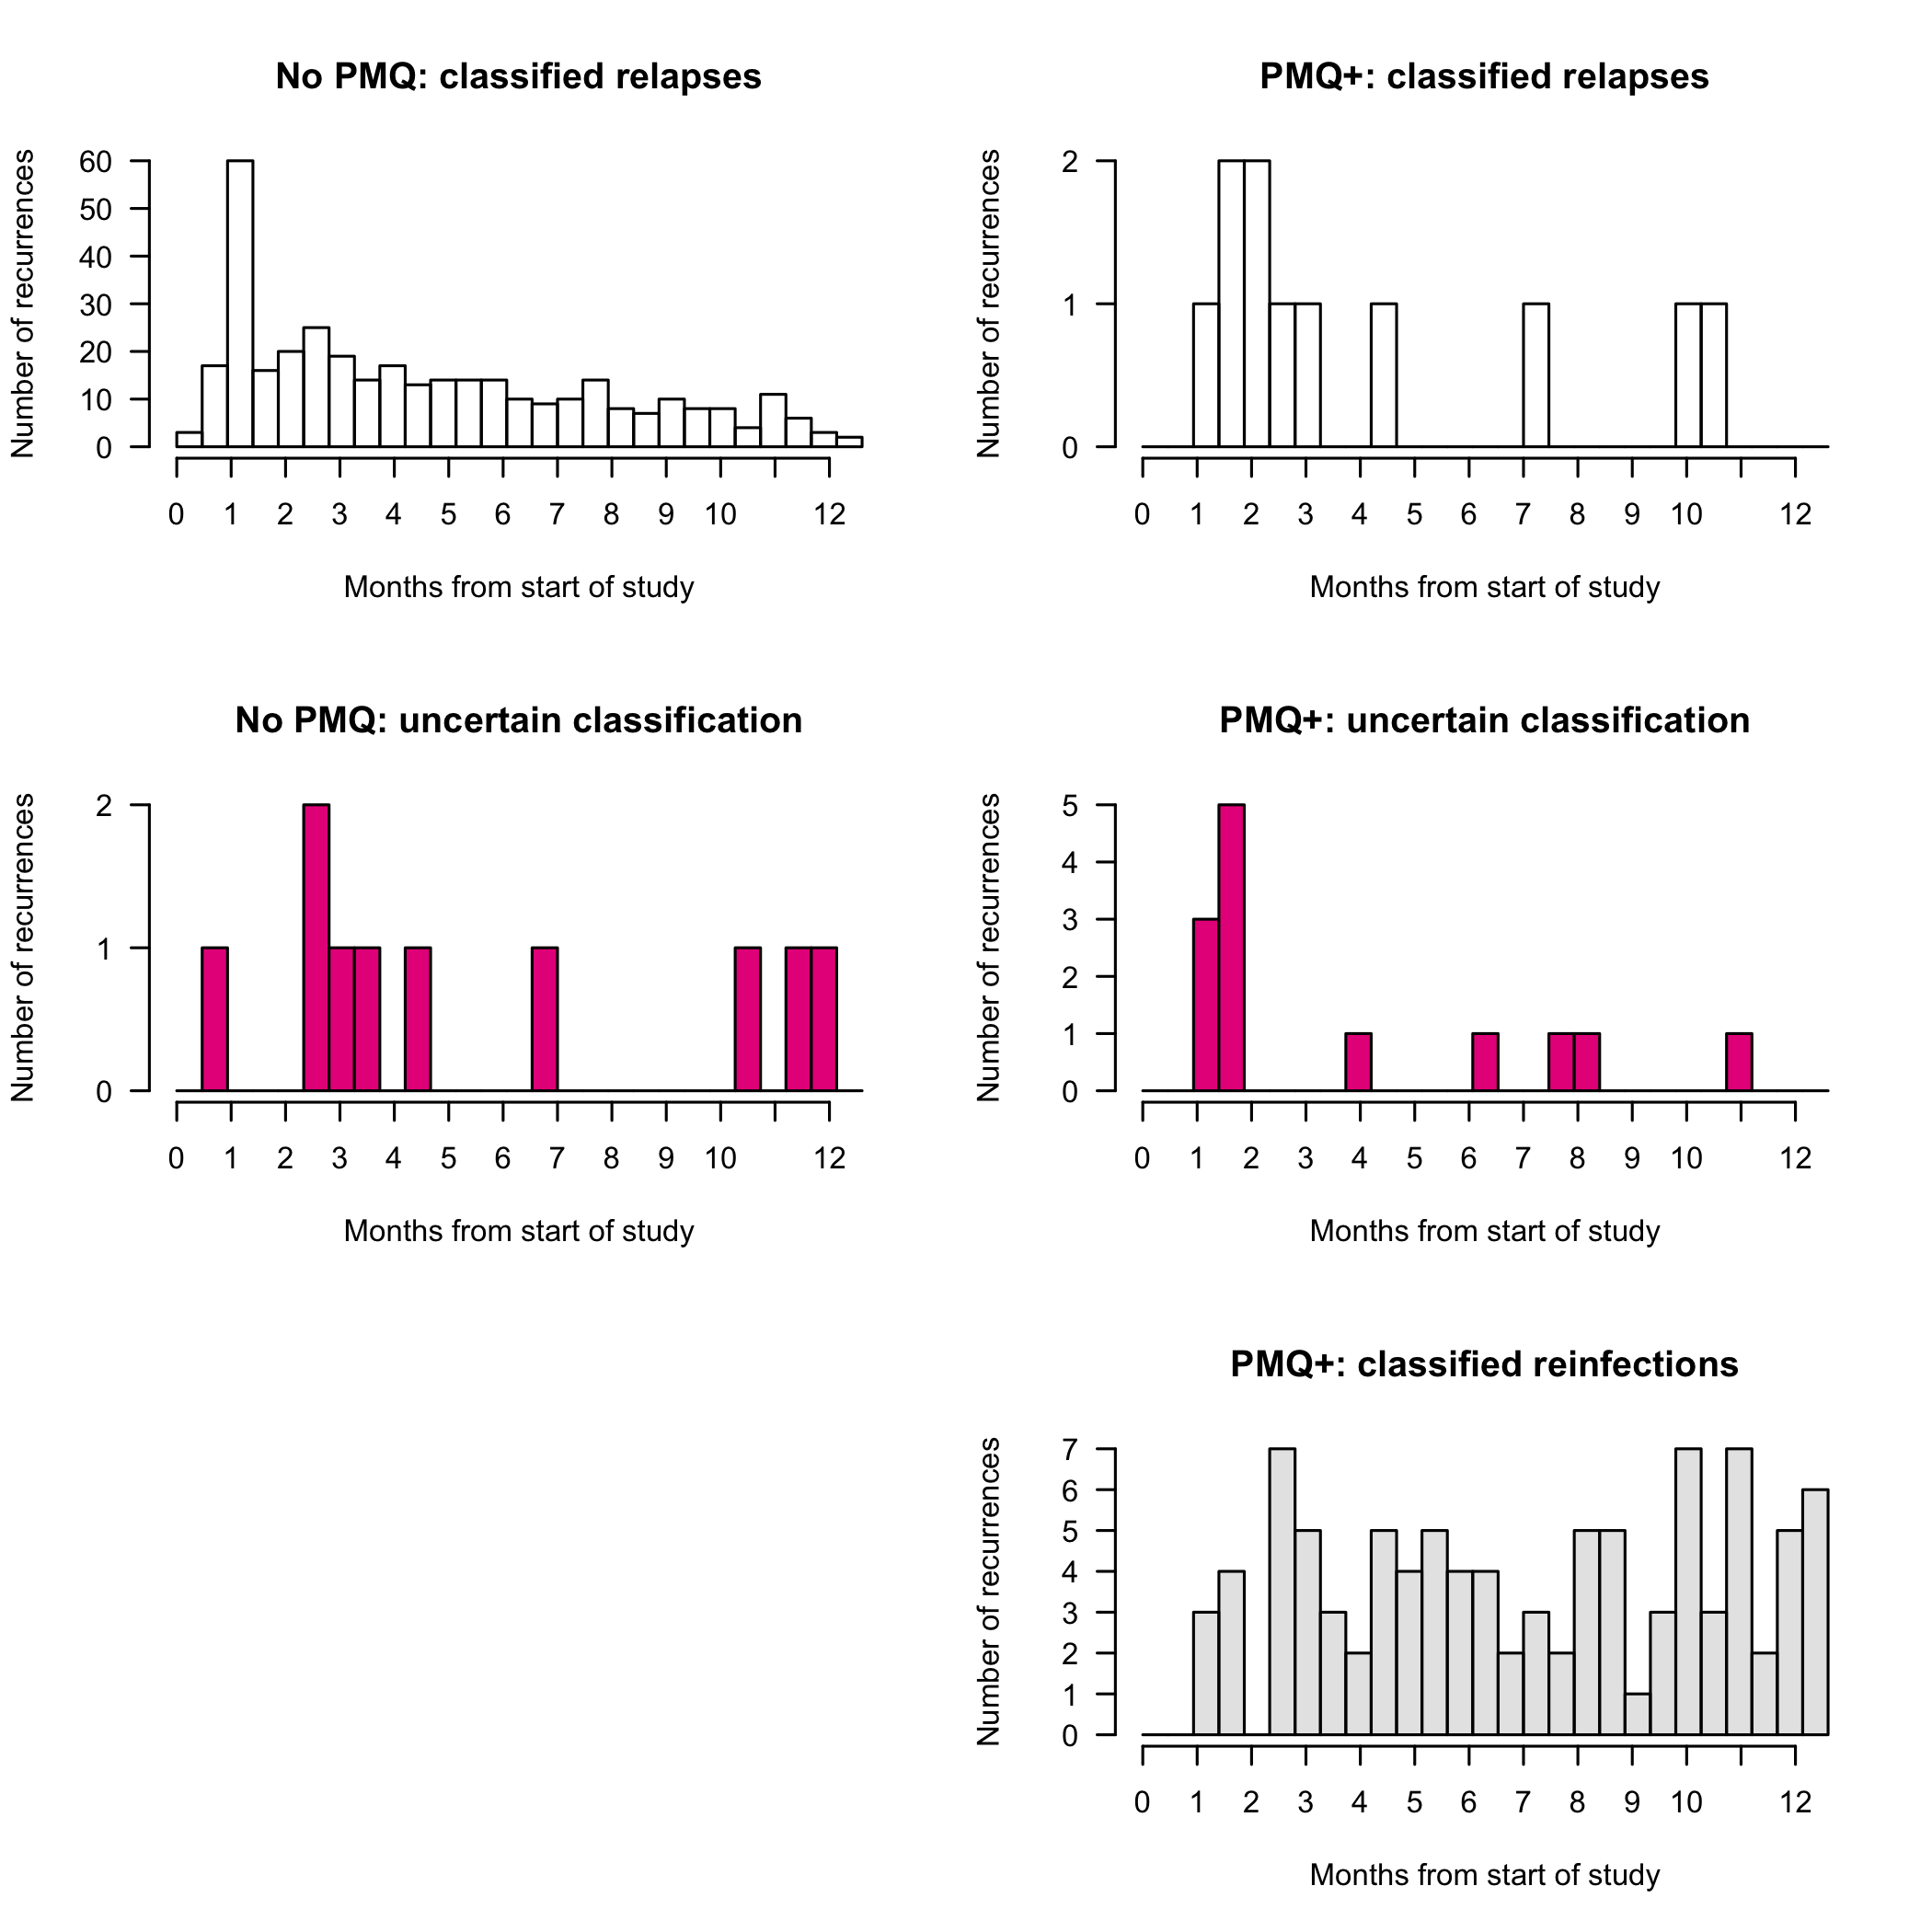 No PMQ: classified relapses
Number of recurrences
60
50
40
30
20
10
0
0 1 2 3 4 5 6 7 8 9 10 12
Months from start of study
PMQ+: classified relapses
Number of recurrences
2
1
0
0 1 2 3 4 5 6 7 8 9 10 12
Months from start of study
No PMQ: uncertain classification
Number of recurrences
2
1
0
0 1 2 3 4 5 6 7 8 9 10 12
Months from start of study
PMQ+: uncertain classification
Number of recurrences
5
4
3
2
1
0
0 1 2 3 4 5 6 7 8 9 10 12
Months from start of study
PMQ+: classified reinfections
Number of recurrences
7
6
5
4
3
2
1
0
0 1 2 3 4 5 6 7 8 9 10 12
Months from start of study